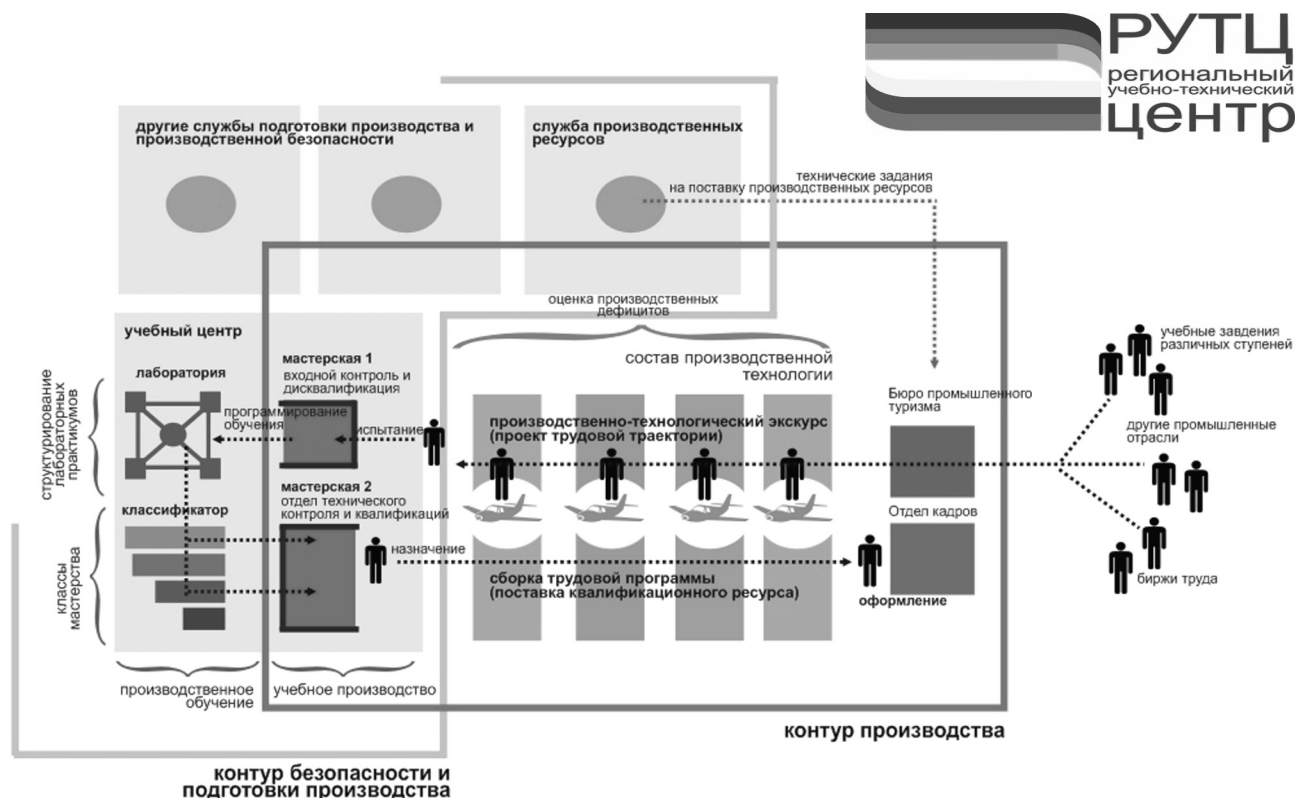 РУТЦ
региональный
учебно-технический
центр
другие службы подготовки производства и
производственной безопасности
служба производственных
ресурсов
технические задания
на поставку производственных ресурсов
оценка производственных
дефицитов
учебный центр
состав производственной
технологии
учебные завдения
различных ступеней
лаборатория
мастерская 1
входной контроль и
дисквалификация
Бюро промышленного
туризма
структурирование
лабораторных
практикумов
программирование
обучения
испытание
производственно-технологический экскурс
(проект трудовой траектории)
другие промышленные
отрасли
мастерская 2
отдел технического
контроля и квалификаций
классификатор
Отдел кадров
классы
мастерства
назначение
сборка трудовой программы
(поставка квалификационного ресурса)
оформление
биржи труда
производственное
обучение
учебное производство
контур производства
контур безопасности и
подготовки производства